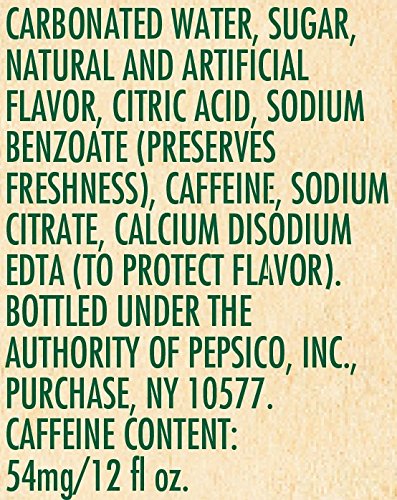 CARBONATED WATER, SUGAR,
NATURAL AND ARTIFICIAL
FLAVOR, CITRIC ACID, SODIUM
BENZOATE (PRESERVES
FRESHNESS), CAFFEINE, SODIUM
CITRATE, CALCIUM DISODIUM
EDTA (TO PROTECT FLAVOR).
BOTTLED UNDER THE
AUTHORITY OF PEPSICO, INC.,
PURCHASE, NY 10577.
CAFFEINE CONTENT:
54mg/12 fl oz.